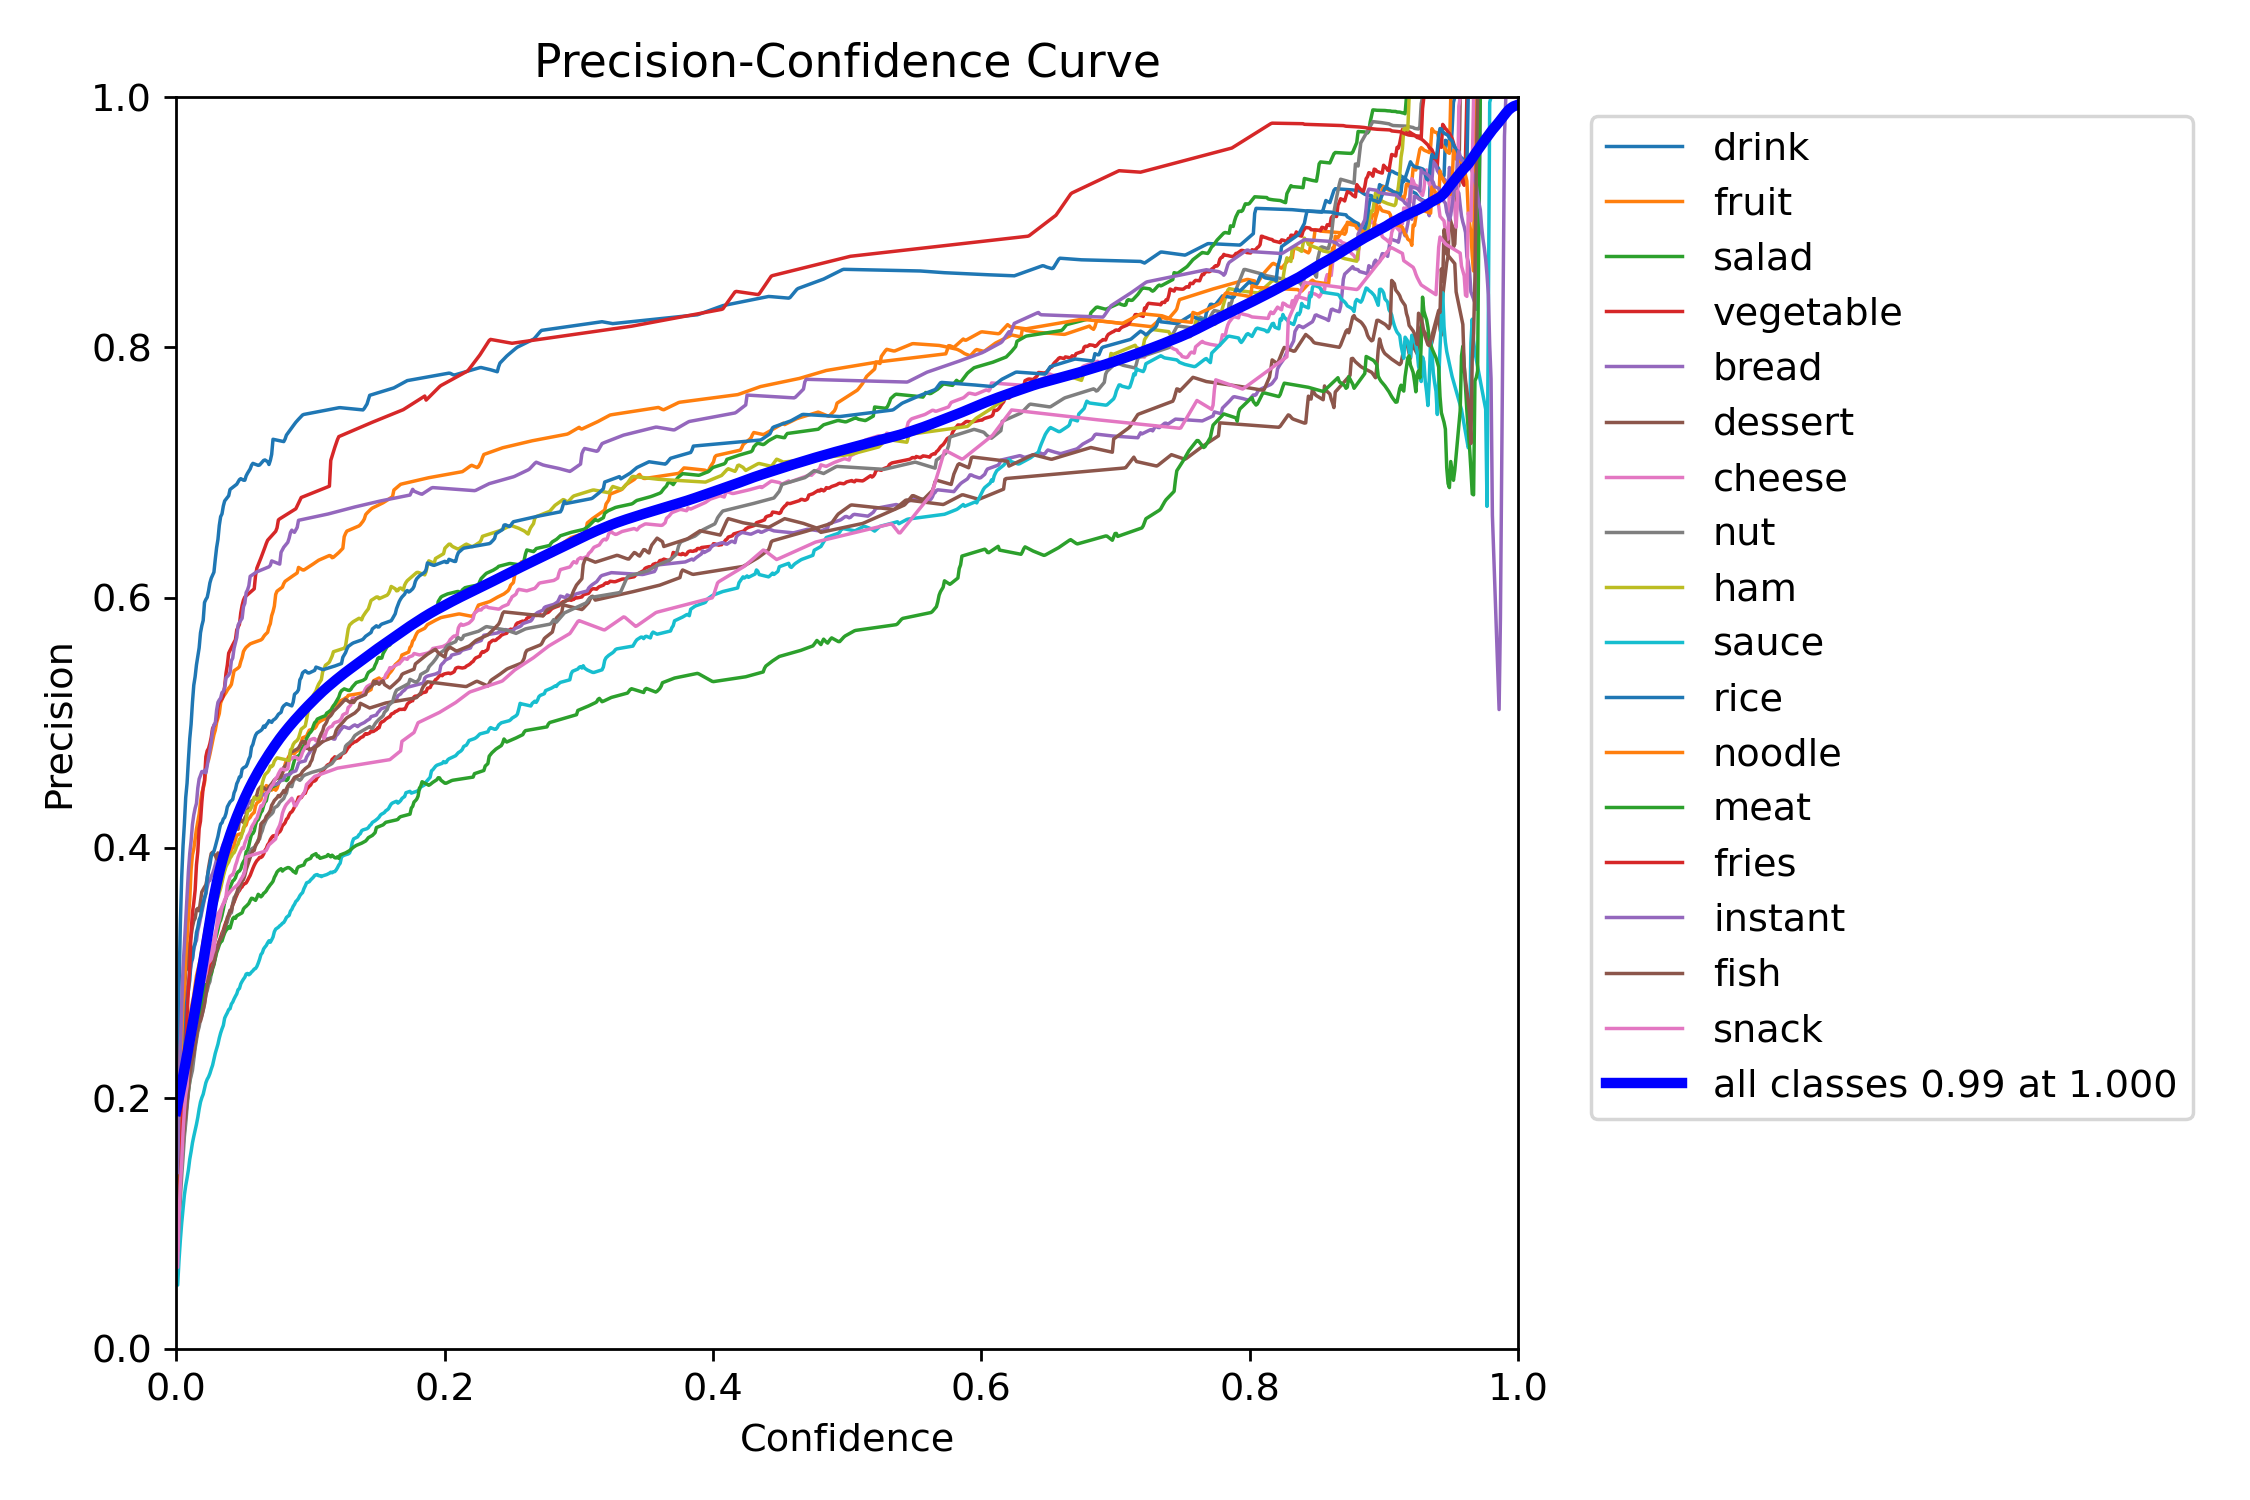 Precision-Confidence Curve
1.0
0.8
0.6
0.4
0.2
0.0
Precision
0.0 0.2 0.4 0.6 0.8 1.0
Confidence
drink
fruit
salad
vegetable
bread
dessert
cheese
nut
ham
sauce
rice
noodle
meat
fries
instant
fish
snack
all classes 0.99 at 1.000